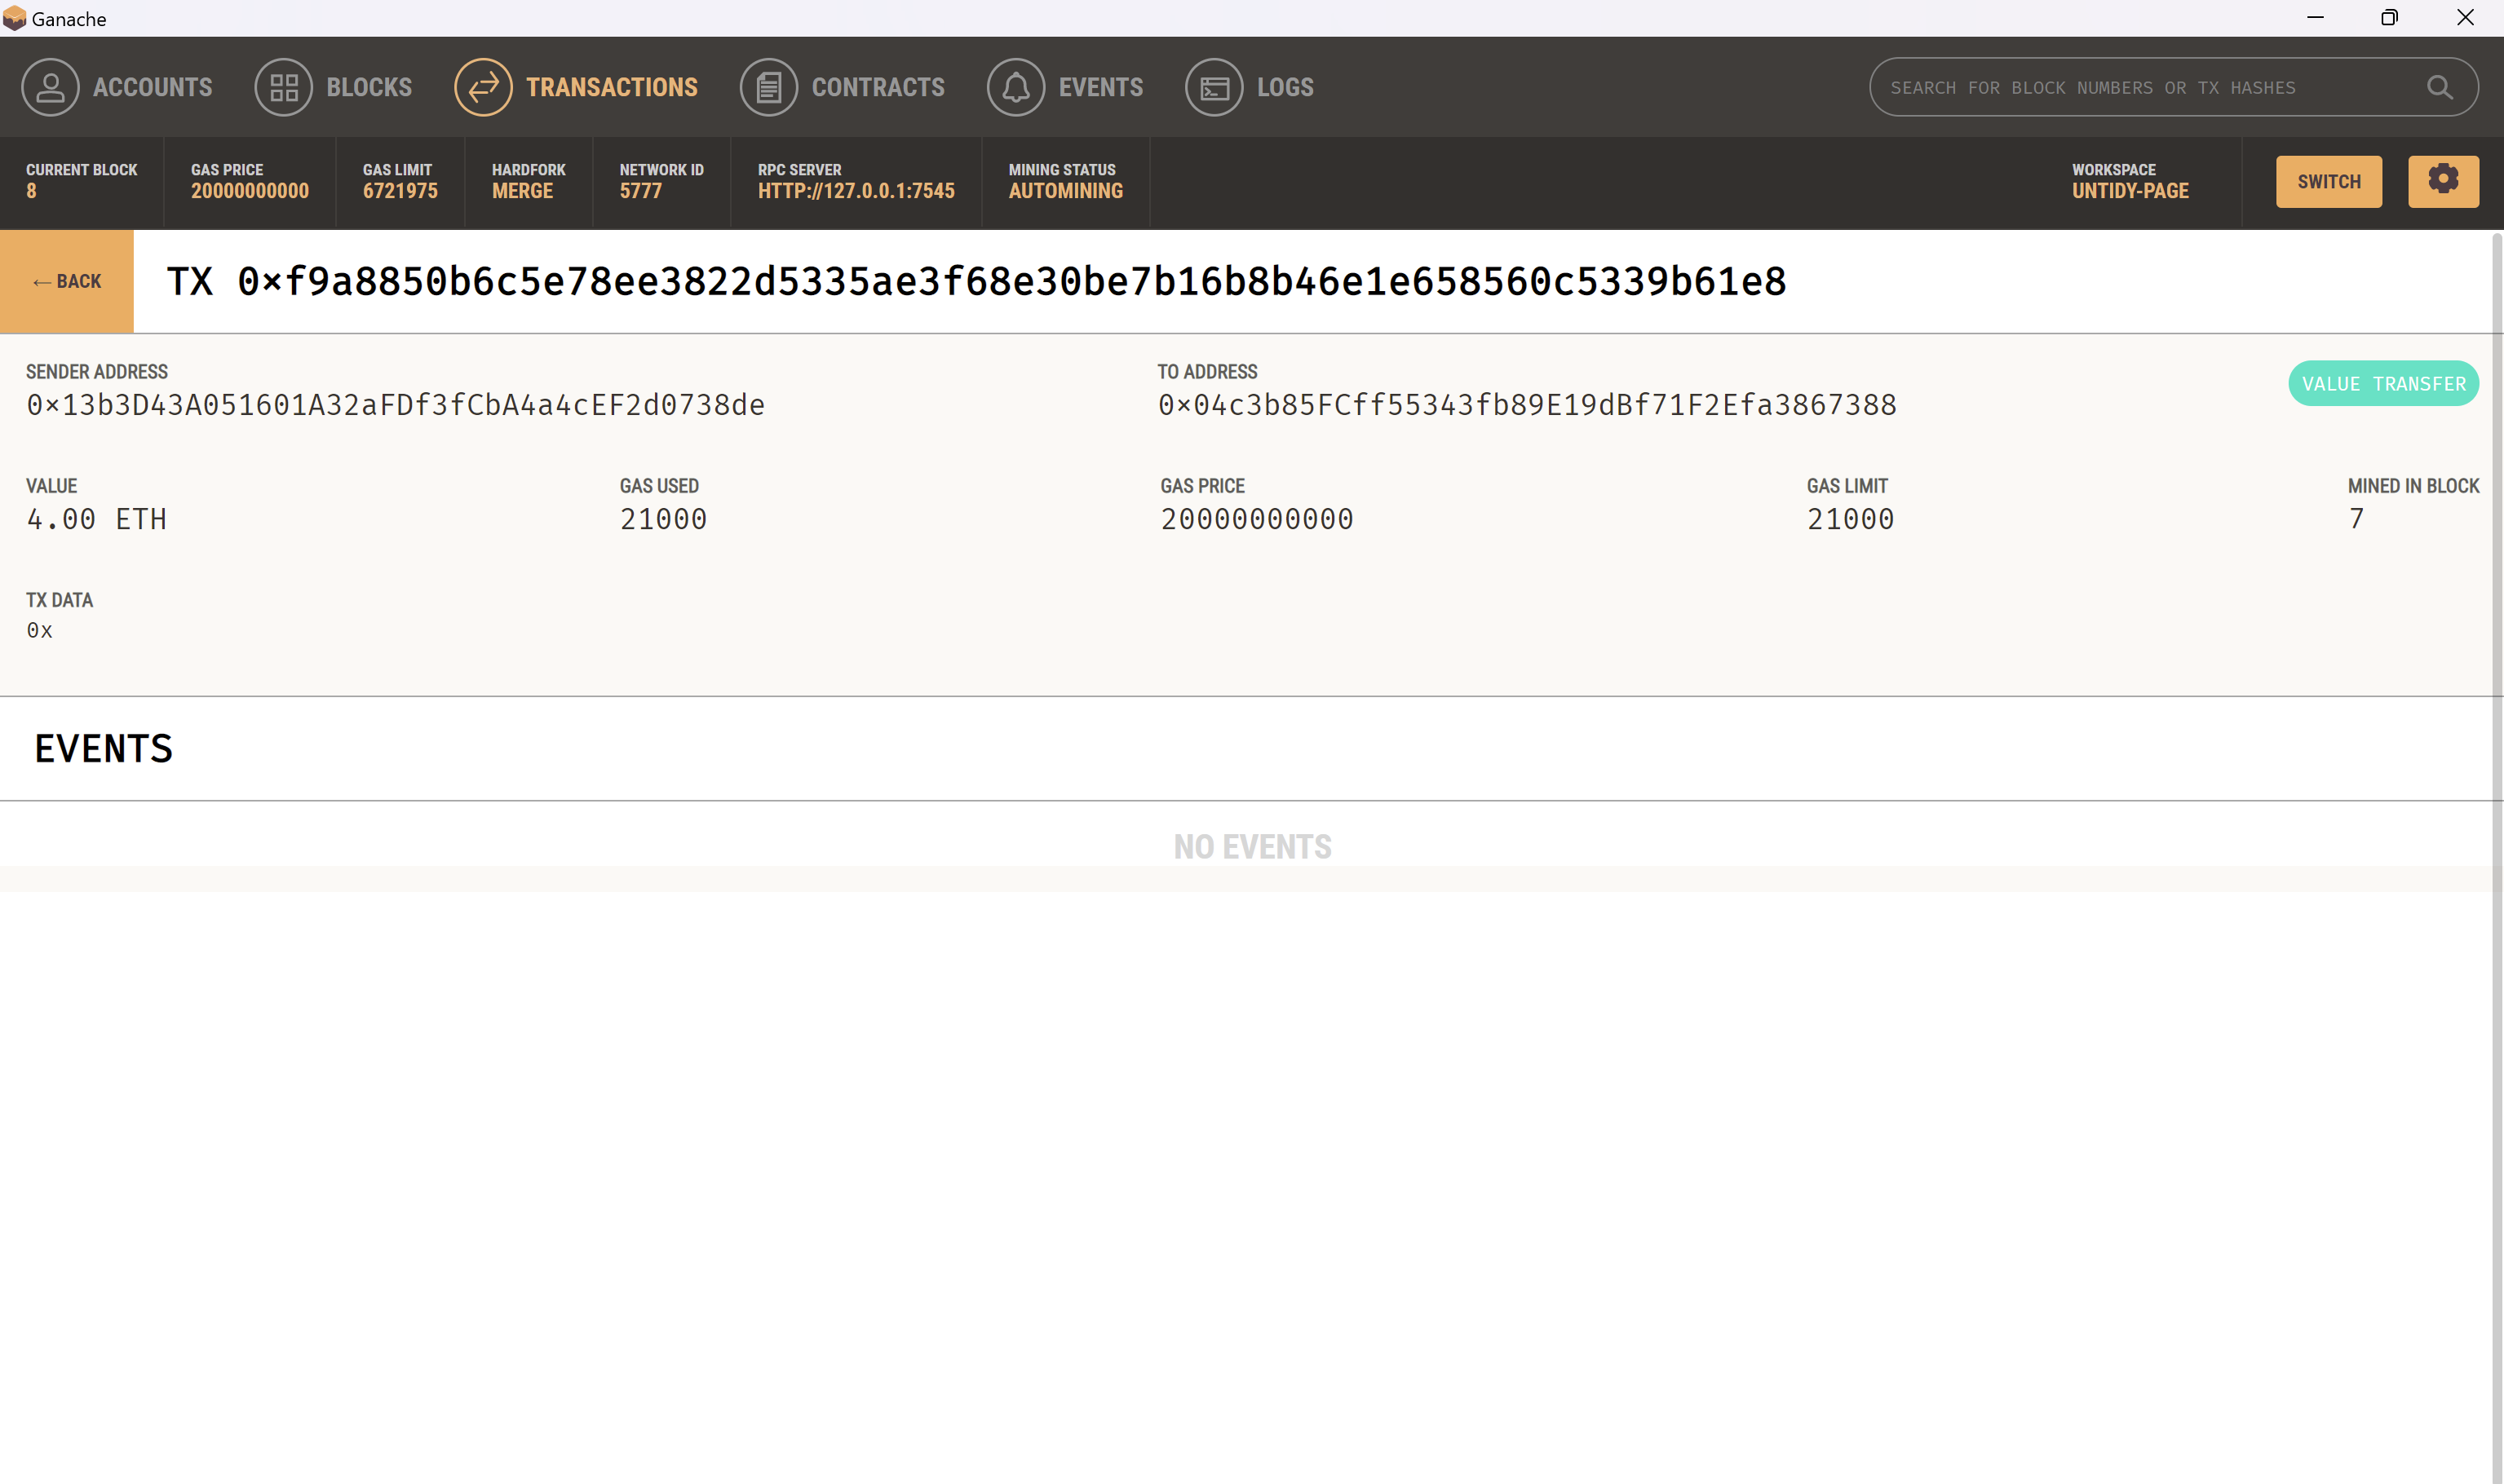 Ganache
ACCOUNTS BLOCKS TRANSACTIONS CONTRACTS EVENTS LOGS SEARCH FOR BLOCK NUMBERS OR TX HASHES
CURRENT BLOCK GAS PRICE GAS LIMIT HARDFORK NETWORK ID RPC SERVER MINING STATUS WORKSPACE
8 20000000000 6721975 MERGE 5777 HTTP://127.0.0.1:7545 AUTOMINING UNTIDY-PAGE SWITCH
← BACK TX 0×f9a8850b6c5e78ee3822d5335ae3f68e30be7b16b8b46e1e658560c5339b61e8
SENDER ADDRESS TO ADDRESS
0×13b3D43A051601A32aFDf3fCbA4a4cEF2d0738de 0×04c3b85FCff55343fb89E19dBf71F2Efa3867388 VALUE TRANSFER
VALUE GAS USED GAS PRICE GAS LIMIT MINED IN BLOCK
4.00 ETH 21000 20000000000 21000 7
TX DATA
0x
EVENTS
NO EVENTS